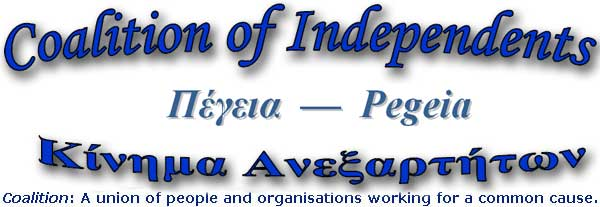 Coalition of Independents
Πέγεια — Pegeia
Κίνημα Ανεξαρτήτων
Coalition: A union of people and organisations working for a common cause.